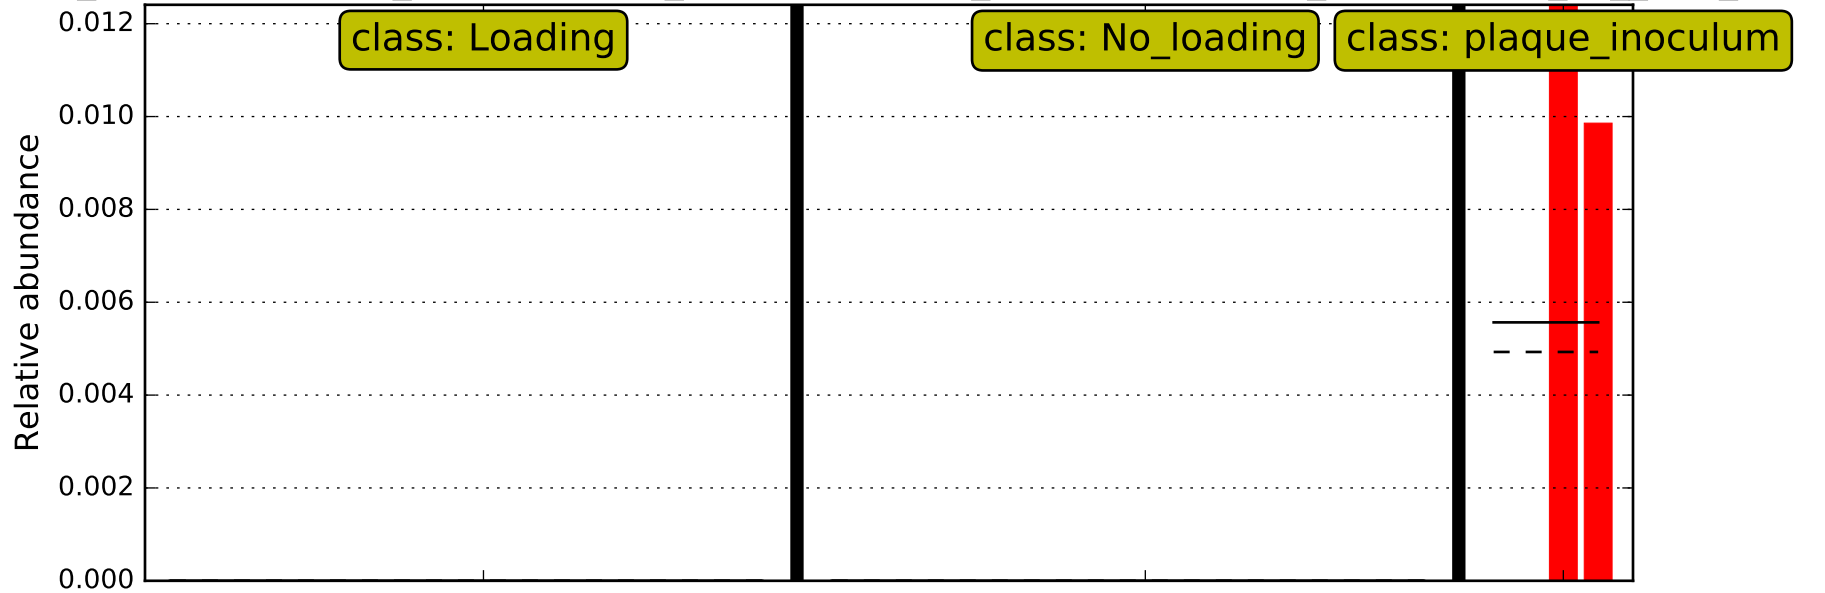 0.012
class: Loading
class: No_loading
class: plaque_inoculum
0.010
0.008
0.006
0.004
0.002
0.000
Relative abundance